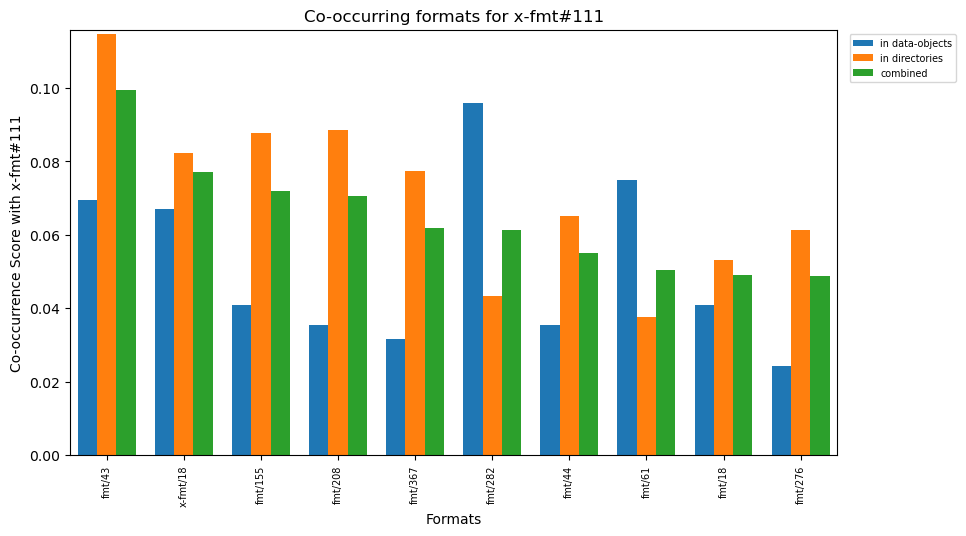 Co-occurring formats for x-fmt#111
in data-objects
in directories
combined
Co-occurrence Score with x-fmt#111
0.10
0.08
0.06
0.04
0.02
0.00
fmt/43
x-fmt/18
fmt/155
fmt/208
fmt/367
fmt/282
fmt/44
fmt/61
fmt/18
fmt/276
Formats